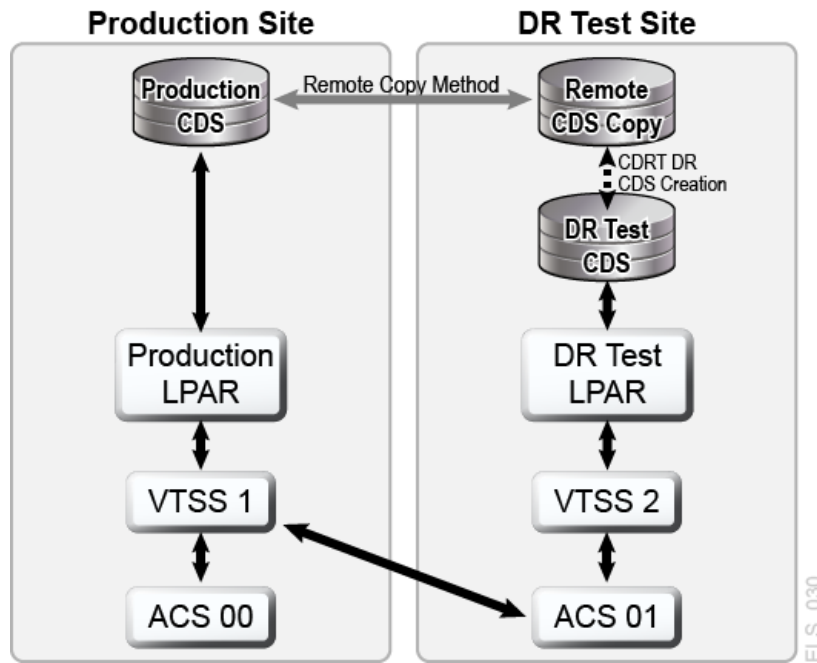 Production Site
DR Test Site
Production
CDS
Remote Copy Method
Remote
CDS Copy
CDRT DR
CDS Creation
DR Test
CDS
Production
LPAR
DR Test
LPAR
VTSS 1
VTSS 2
ACS 00
ACS 01
ELS_030